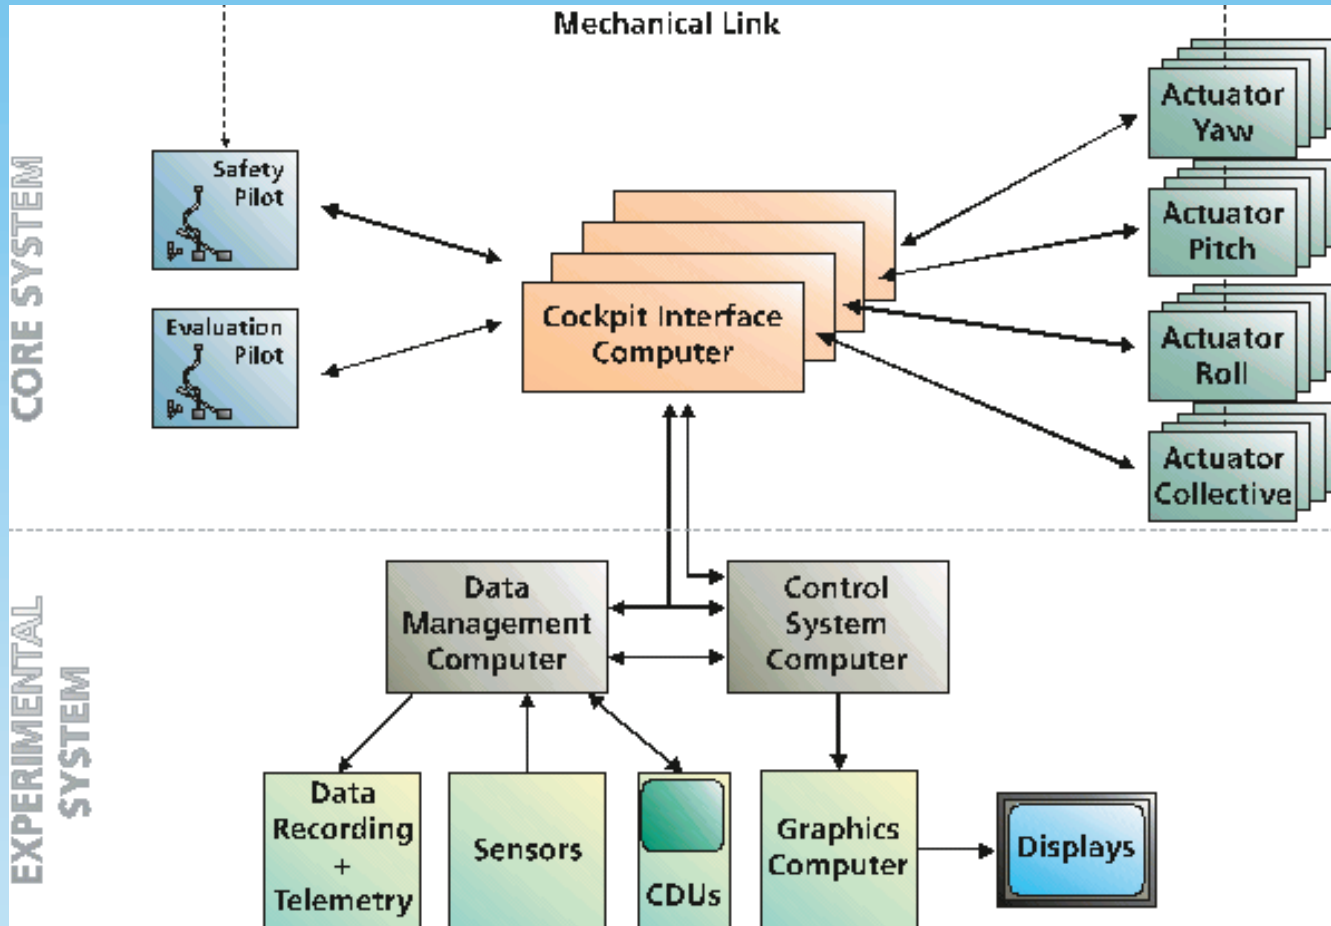 Mechanical Link
CORE SYSTEM
Safety
Pilot
Evaluation
Pilot
Cockpit Interface
Computer
Actuator
Yaw
Actuator
Pitch
Actuator
Roll
Actuator
Collective
EXPERIMENTAL
SYSTEM
Data
Management
Computer
Control
System
Computer
Data
Recording
+
Telemetry
Sensors
CDUs
Graphics
Computer
Displays